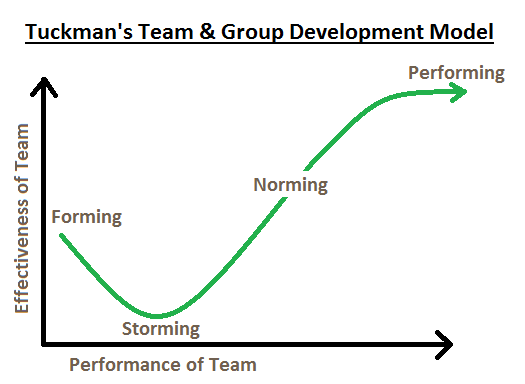 Tuckman's Team & Group Development Model
Performing
Norming
Forming
Storming
Effectiveness of Team
Performance of Team